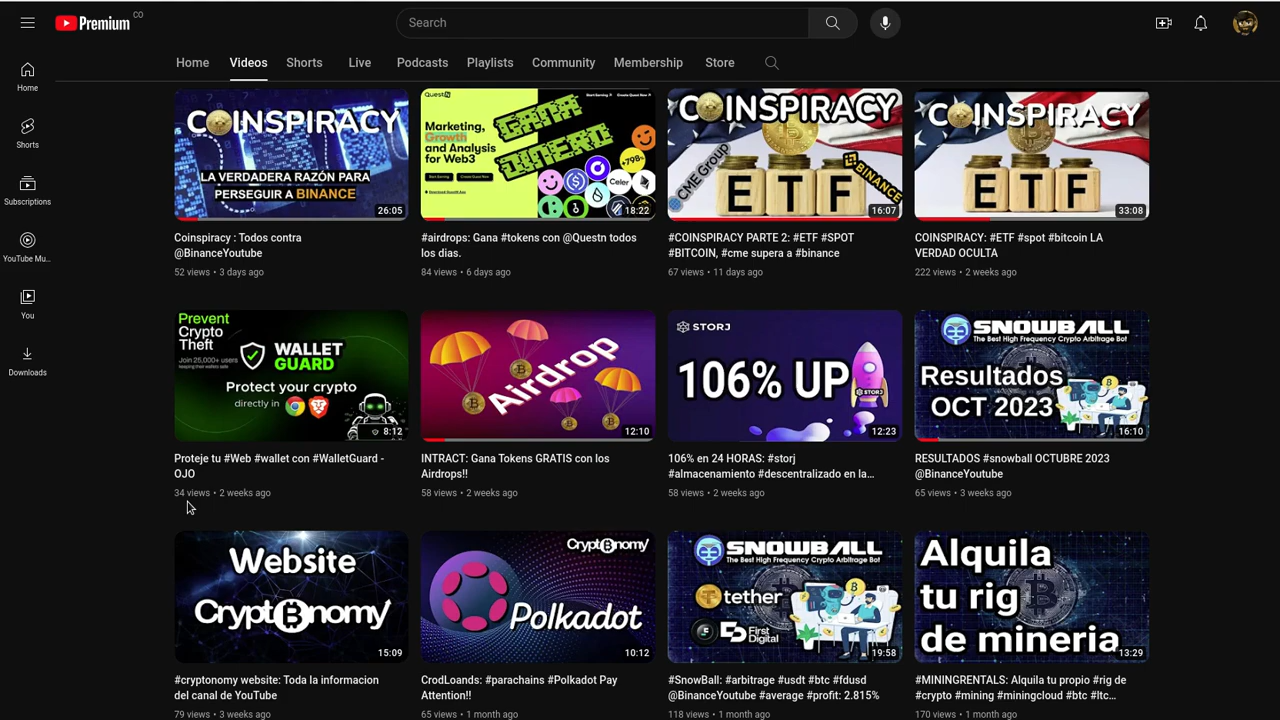 Premium CO
Search
Home
Videos
Shorts
Live
Podcasts
Playlists
Community
Membership
Store
Home
Shorts
Subscriptions
YouTube Mu...
You
Downloads
COINSPIRACY
LA VERDADERA RAZÓN PARA
PERSEGUIR A BINANCE
26:05
Coinspiracy : Todos contra
@BinanceYoutube
52 views • 3 days ago
Marketing,
Growth
and Analysis
for Web3
GANA
DINERO
+798
Celer
18:22
#airdrops: Gana #tokens con @Questn todos
los dias.
84 views • 6 days ago
COINSPIRACY
CME Group
BINANCE
ETF
16:07
#COINSPIRACY PARTE 2: #ETF #SPOT
#BITCOIN, #cme supera a #binance
67 views • 11 days ago
COINSPIRACY
ETF
33:08
COINSPIRACY: #ETF #spot #bitcoin LA
VERDAD OCULTA
222 views • 2 weeks ago
Prevent
Crypto
Theft
Join 25,000+ users
WALLET
GUARD
Protect your crypto
directly in
8:12
Proteje tu #Web #wallet con #WalletGuard -
OJO
34 views • 2 weeks ago
Airdrop
12:10
INTRACT: Gana Tokens GRATIS con los
Airdrops!!
58 views • 2 weeks ago
STORJ
106% UP
STORJ
12:23
106% en 24 HORAS: #storj
#almacenamiento #descentralizado en la...
58 views • 2 weeks ago
SNOWBALL
The Best High Frequency Crypto Arbitrage Bot
Resultados
OCT 2023
16:10
RESULTADOS #snowball OCTUBRE 2023
@BinanceYoutube
65 views • 3 weeks ago
Website
Cryptonomy
15:09
#cryptonomy website: Toda la informacion
del canal de YouTube
79 views • 3 weeks ago
Cryptonomy
Polkadot
10:12
CrodLoands: #parachains #Polkadot Pay
Attention!!
65 views • 1 month ago
SNOWBALL
The Best High Frequency Crypto Arbitrage Bot
tether
First
Digital
19:58
#SnowBall: #arbitrage #usdt #btc #fdusd
@BinanceYoutube #average #profit: 2.815%
118 views • 1 month ago
Alquila
tu rig
de mineria
13:29
#MININGRENTALS: Alquila tu propio #rig de
#crypto #mining #miningcloud #btc #ltc...
170 views • 1 month ago